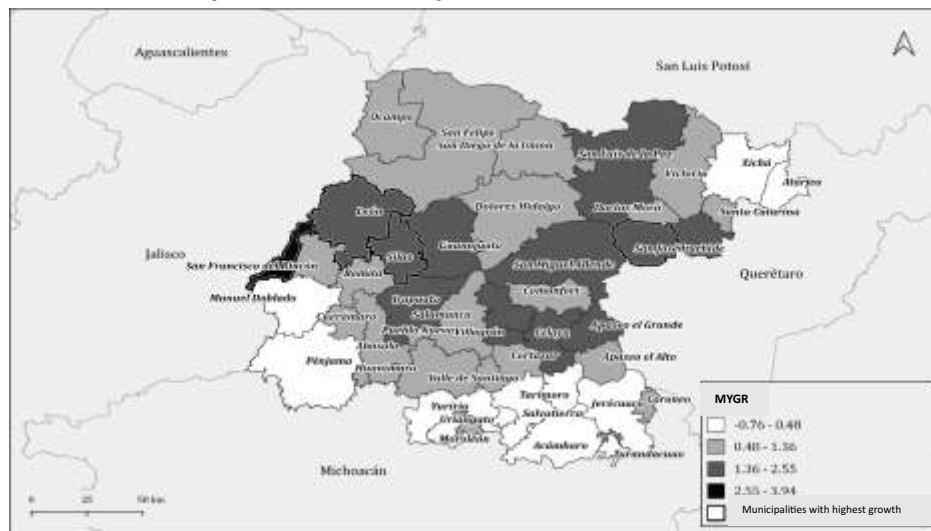 Aguascalientes
San Luis Potosí
Ocampo
San Felipe
San Diego de la Unión
San Luis de la Paz
Victoria
Xichú
Atarjea
Santa Catarina
Dolores Hidalgo
Doctor Mora
León
Guanajuato
Silao
San José Iturbide
Jalisco
San Francisco del Rincón
San Miguel Allende
Querétaro
Romita
Comonfort
Manuel Doblado
Irapuato
Salamanca
Cuerámaro
Pueblo Nuevo
Villagrán
Celaya
Apaseo el Grande
Abasolo
Cortazar
Apaseo el Alto
Pénjamo
Huanímaro
Valle de Santiago
Tarimoro
Jerécuaro
Coroneo
Yuriria
Salvatierra
Uriangato
Moroleón
Acámbaro
Tarandacuao
Michoacán
0 25 50 km
MYGR
-0.76 - 0.48
0.48 - 1.36
1.36 - 2.55
2.55 - 3.94
Municipalities with highest growth